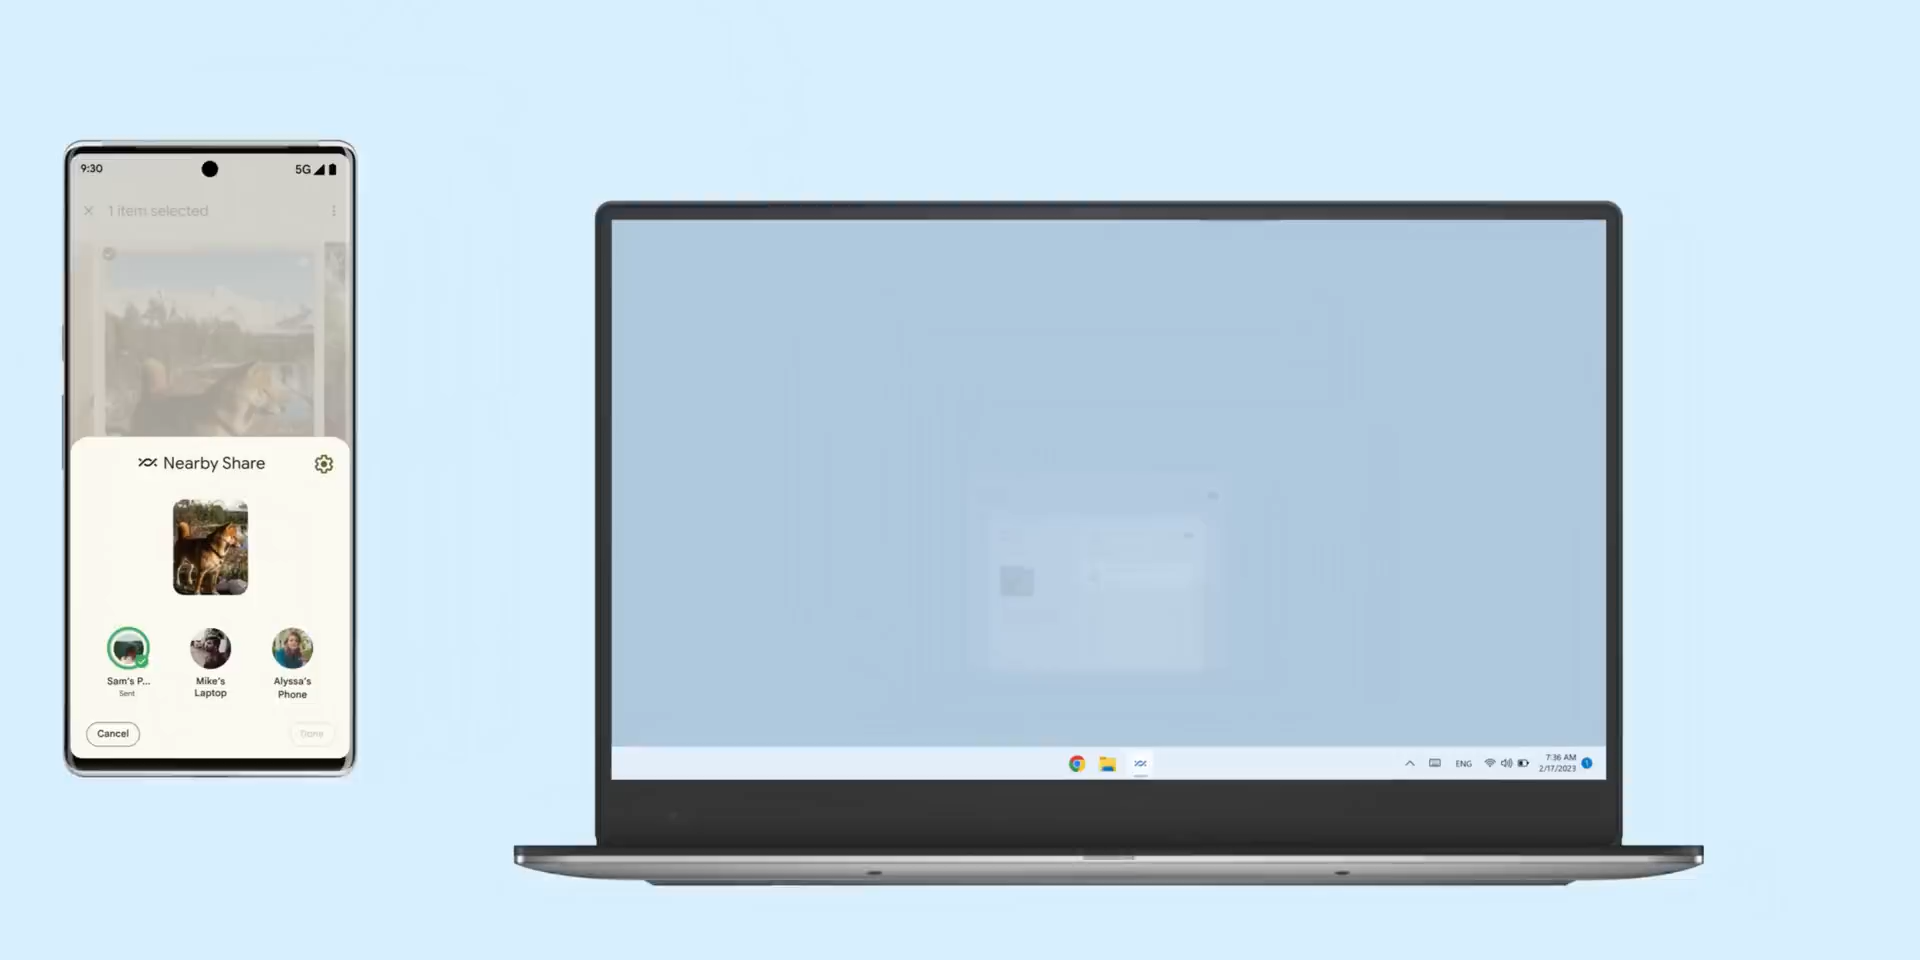 9:30
5G
1 item selected
Nearby Share
Sam's P...
Sent
Mike's
Laptop
Alyssa's
Phone
Cancel
Done
ENG
7:36 AM
2/17/2023
1